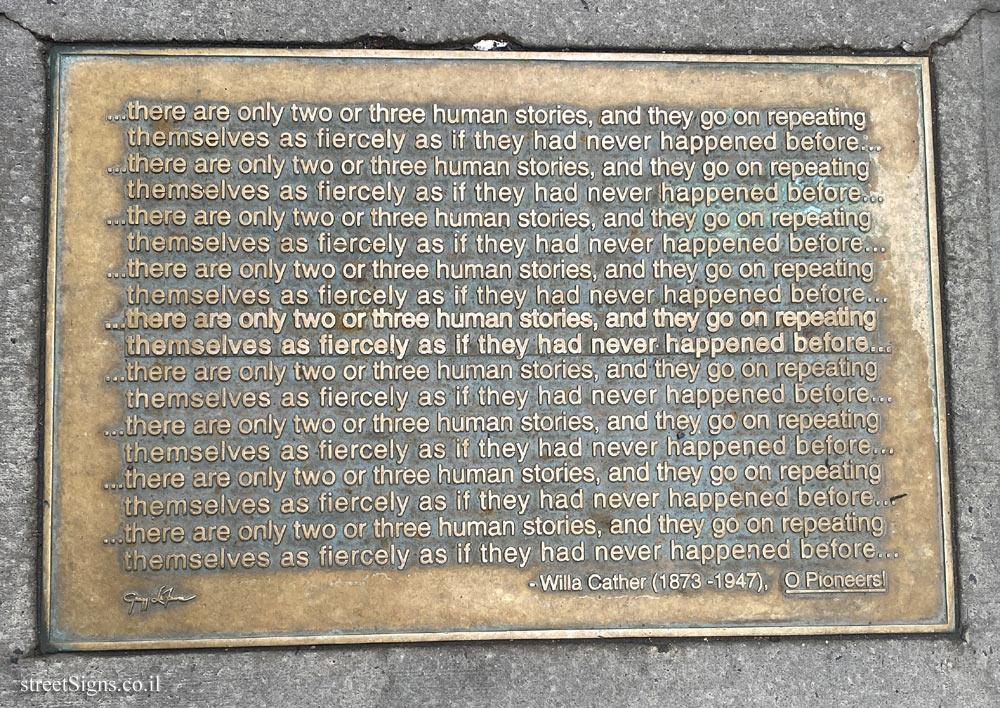 ...there are only two or three human stories, and they go on repeating
themselves as fiercely as if they had never happened before...
...there are only two or three human stories, and they go on repeating
themselves as fiercely as if they had never happened before...
...there are only two or three human stories, and they go on repeating
themselves as fiercely as if they had never happened before...
...there are only two or three human stories, and they go on repeating
themselves as fiercely as if they had never happened before...
...there are only two or three human stories, and they go on repeating
themselves as fiercely as if they had never happened before...
...there are only two or three human stories, and they go on repeating
themselves as fiercely as if they had never happened before...
...there are only two or three human stories, and they go on repeating
themselves as fiercely as if they had never happened before...
...there are only two or three human stories, and they go on repeating
themselves as fiercely as if they had never happened before...
...there are only two or three human stories, and they go on repeating
themselves as fiercely as if they had never happened before...
- Willa Cather (1873 -1947), O Pioneers!
streetSigns.co.il